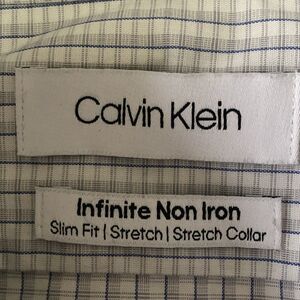 Calvin Klein
Infinite Non Iron
Slim Fit | Stretch | Stretch Collar